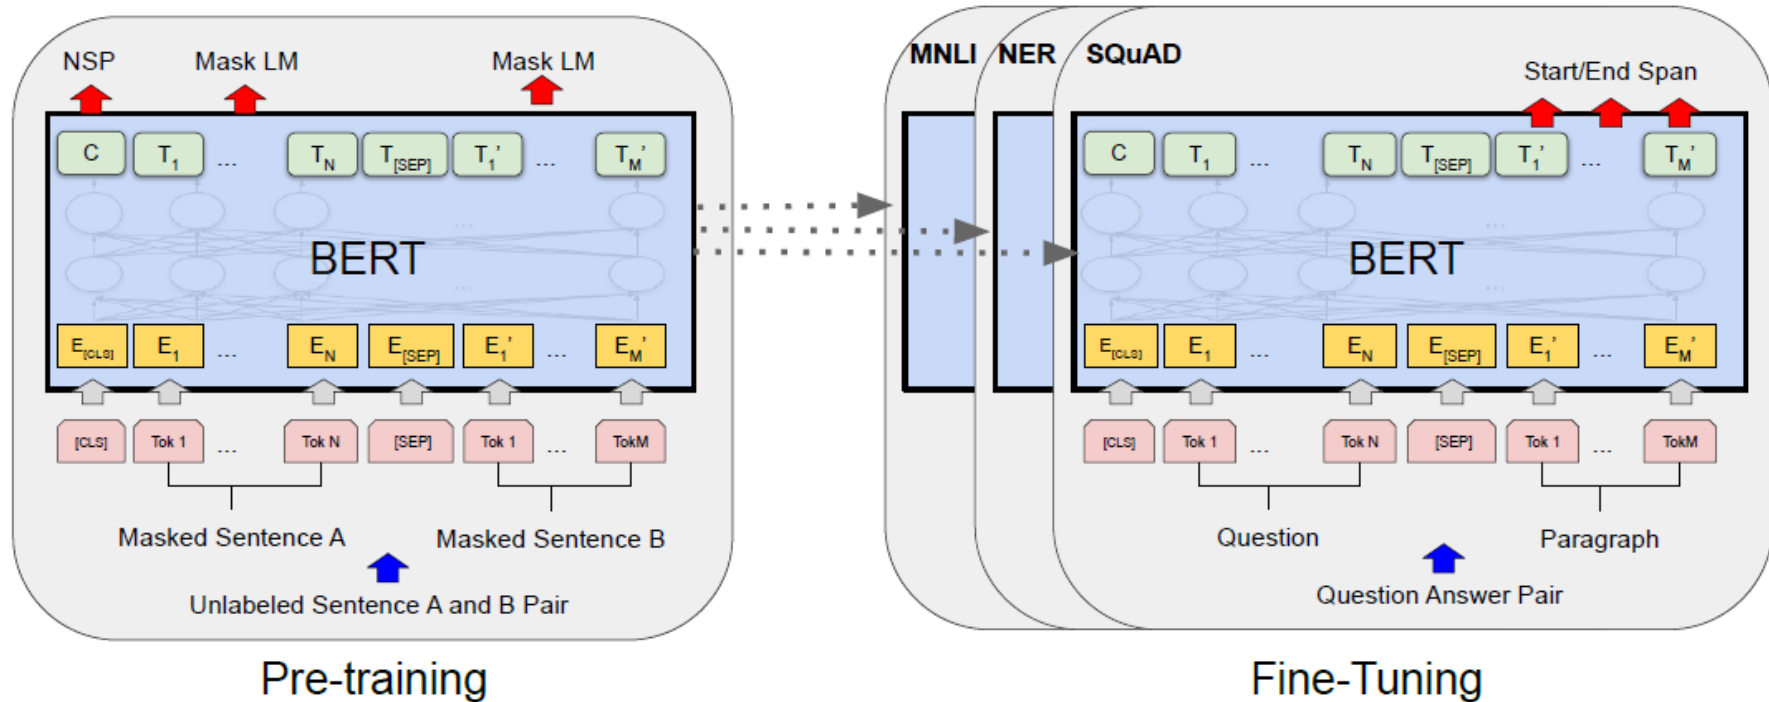 NSP Mask LM Mask LM
C T1 ... TN T[SEP] T1’ ... TM’
...
BERT
...
E[CLS] E1 ... EN E[SEP] E1’ ... EM’
[CLS] Tok 1 ... Tok N [SEP] Tok 1 ... TokM
Masked Sentence A Masked Sentence B
Unlabeled Sentence A and B Pair
Pre-training
MNLI NER SQuAD
Start/End Span
C T1 ... TN T[SEP] T1’ ... TM’
...
BERT
...
E[CLS] E1 ... EN E[SEP] E1’ ... EM’
[CLS] Tok 1 ... Tok N [SEP] Tok 1 ... TokM
Question Paragraph
Question Answer Pair
Fine-Tuning